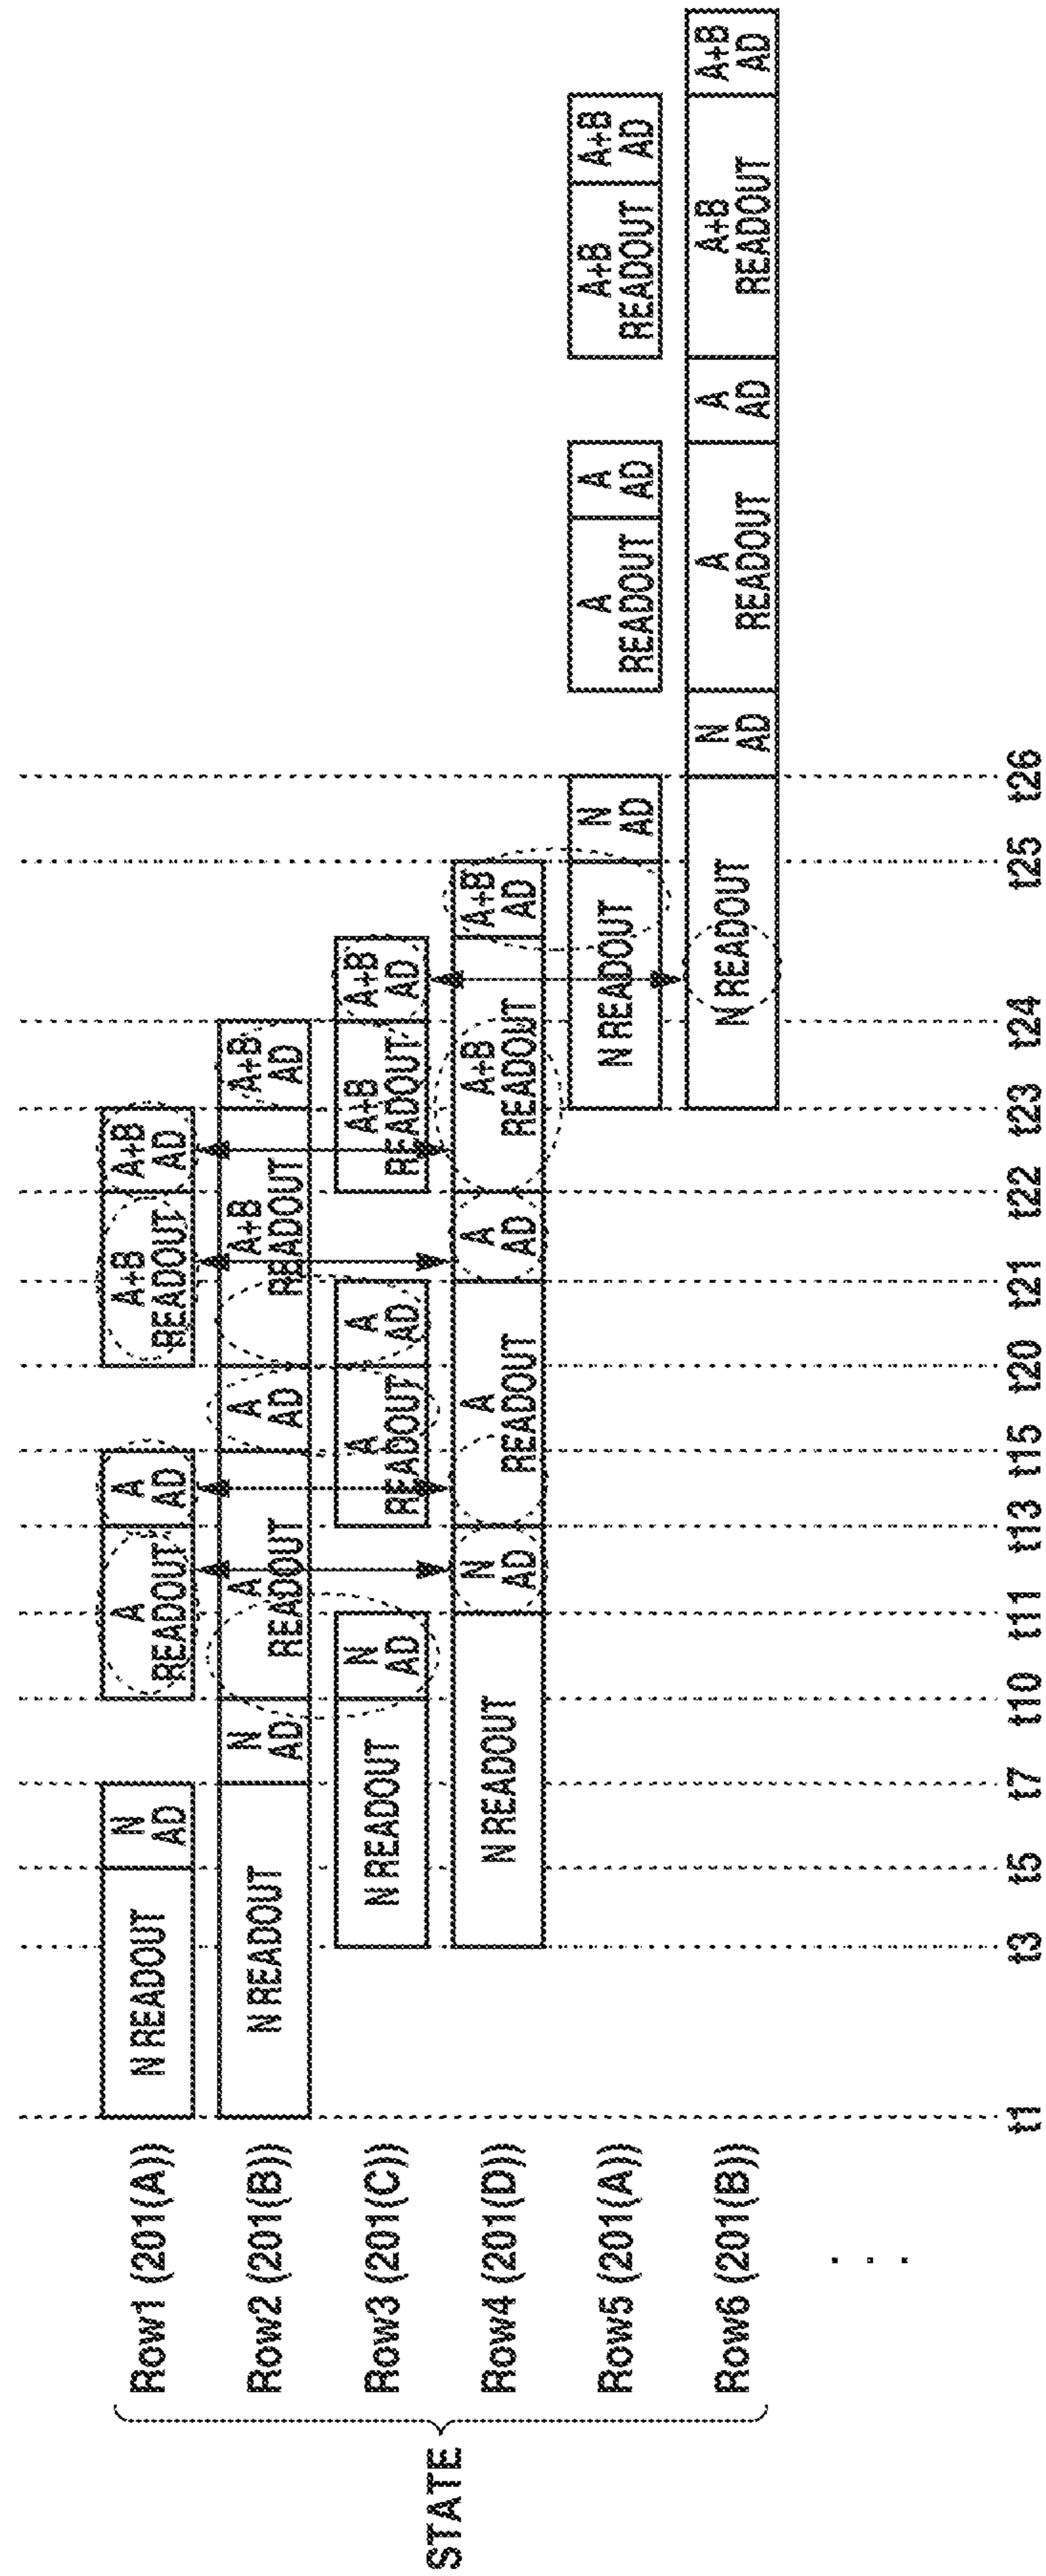 STATE
Row1 (201(A))
N READOUT
N
AD
A
READOUT
A
AD
A+B
READOUT
A+B
AD
Row2 (201(B))
N READOUT
N
AD
A
READOUT
A
AD
A+B
READOUT
A+B
AD
Row3 (201(C))
N READOUT
N
AD
A
READOUT
A
AD
A+B
READOUT
A+B
AD
Row4 (201(D))
N READOUT
N
AD
A
READOUT
A
AD
A+B
READOUT
A+B
AD
Row5 (201(A))
N READOUT
N
AD
A
READOUT
A
AD
A+B
READOUT
A+B
AD
Row6 (201(B))
N READOUT
N
AD
A
READOUT
A
AD
A+B
READOUT
A+B
AD
. . .
t1 t3 t5 t7 t10 t11 t13 t15 t20 t21 t22 t23 t24 t25 t26